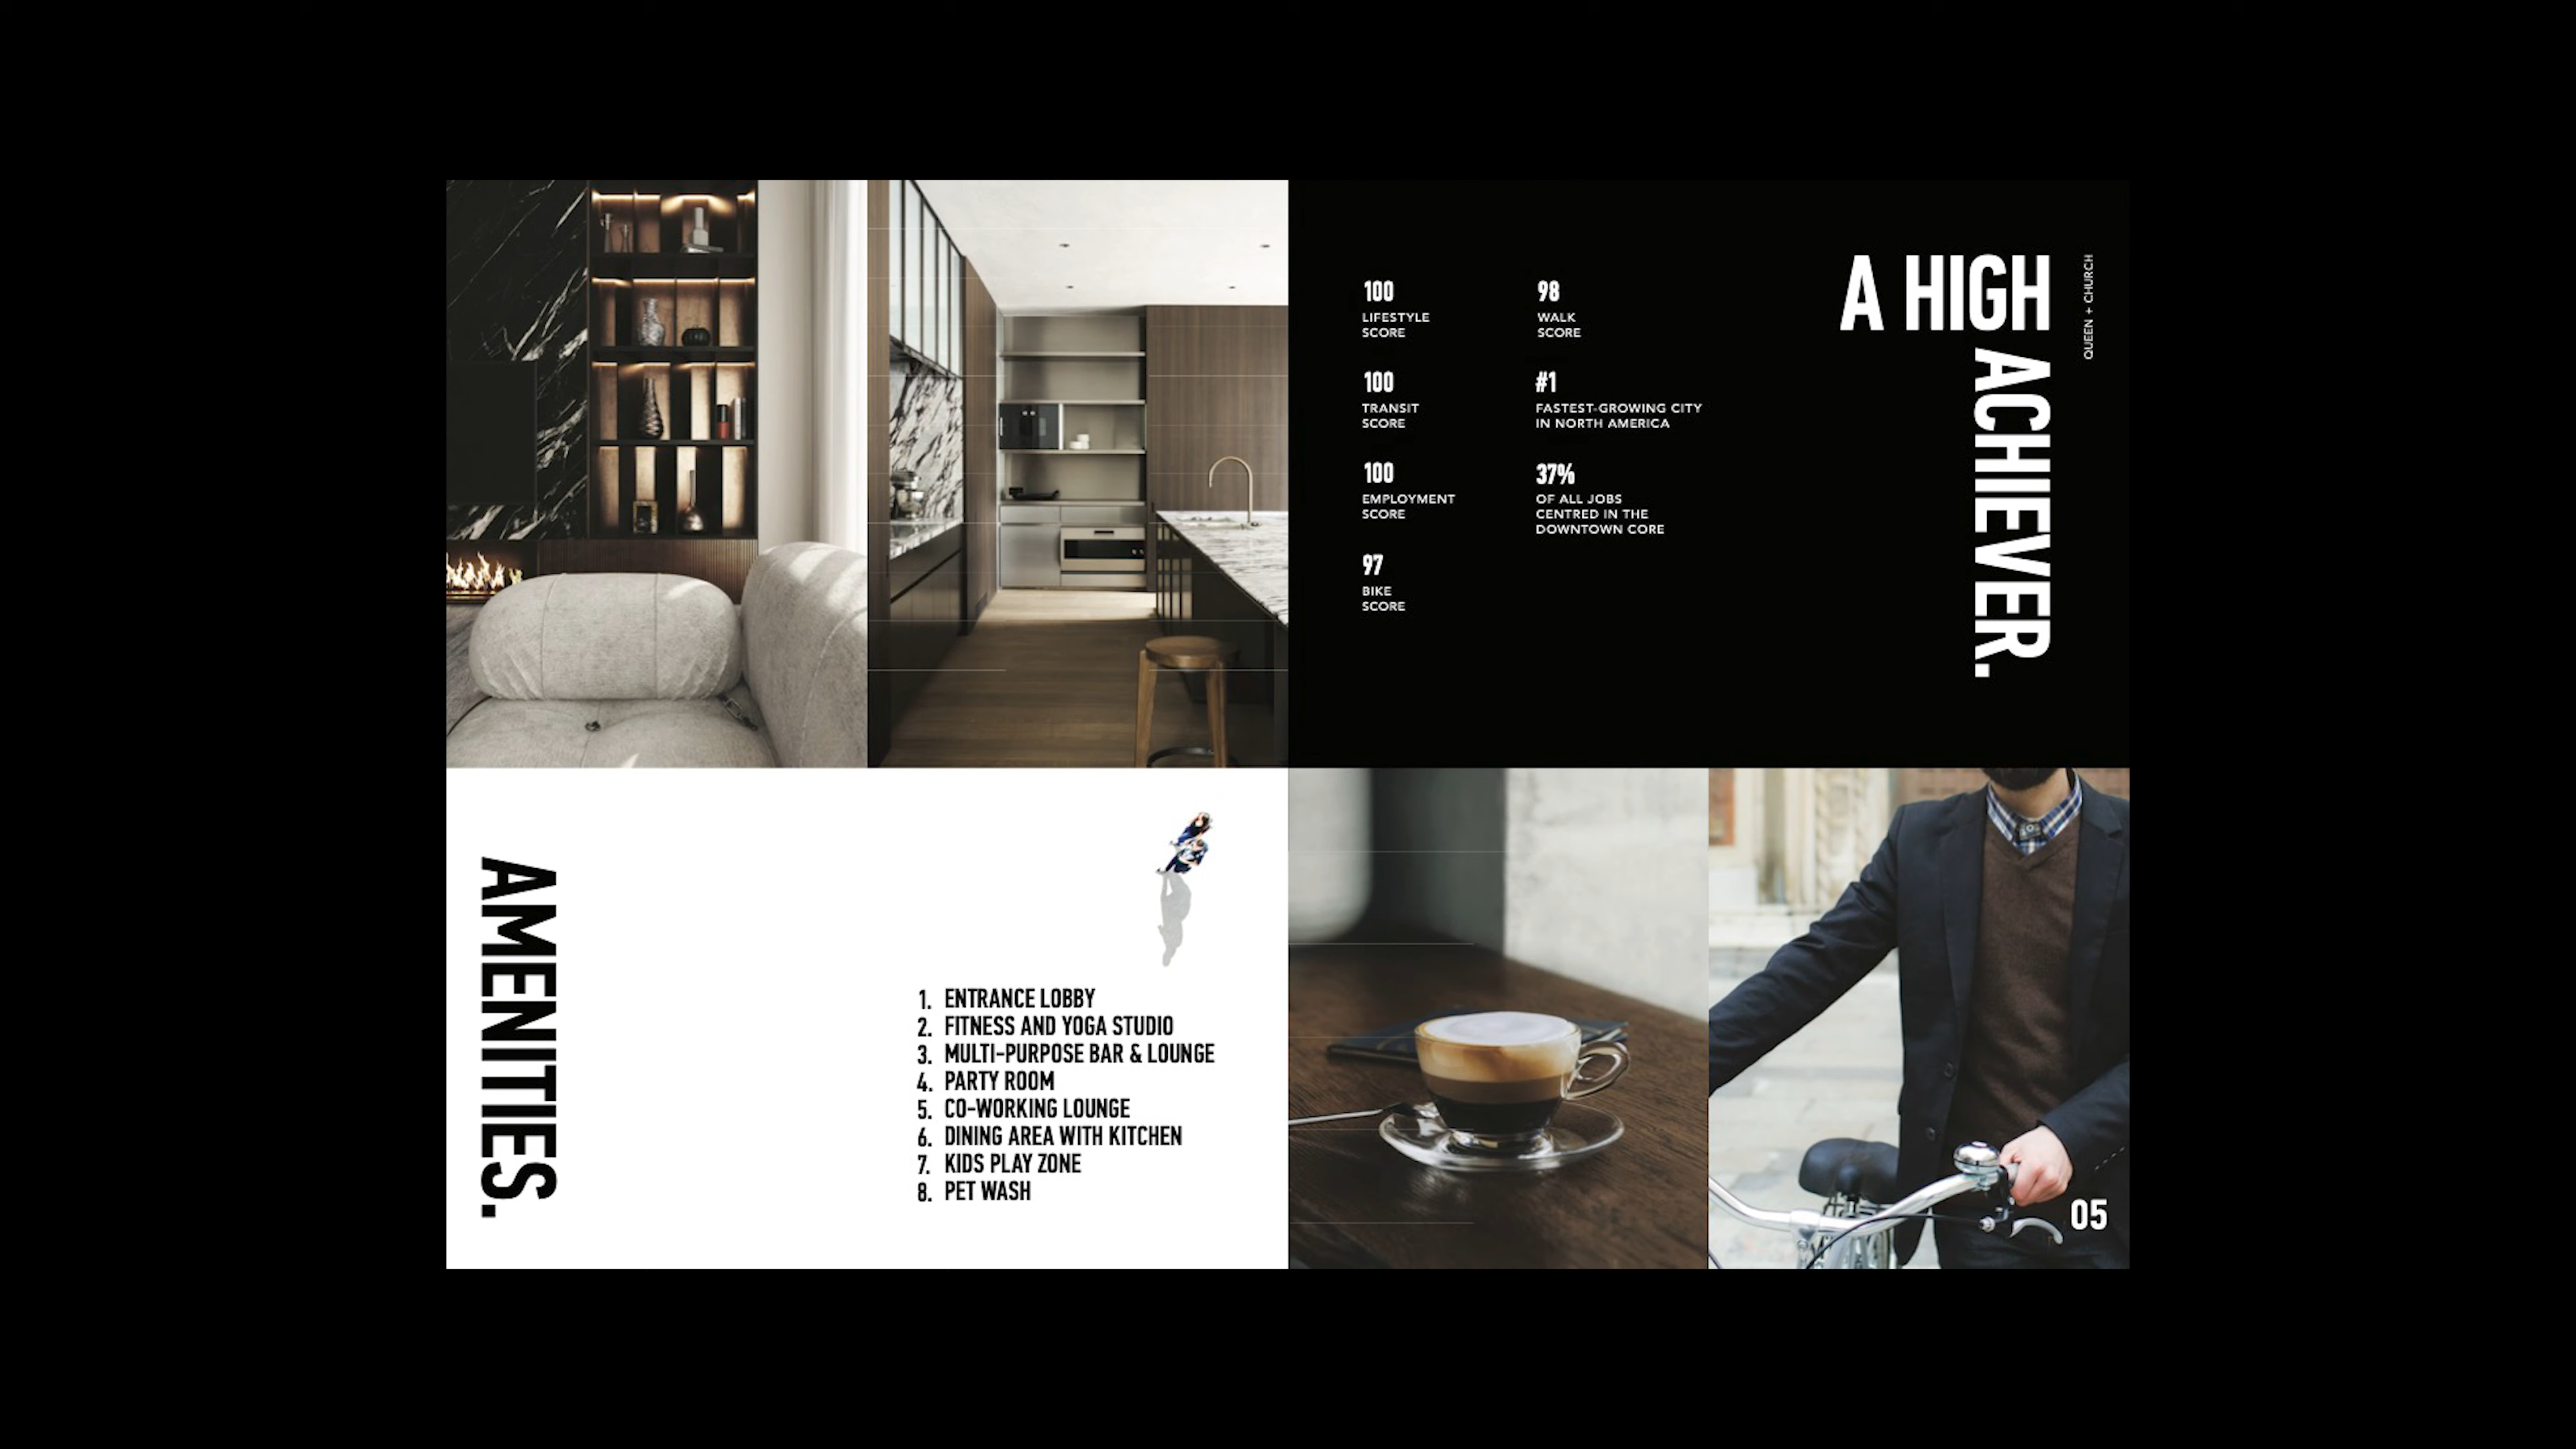 100
LIFESTYLE
SCORE
98
WALK
SCORE
100
TRANSIT
SCORE
#1
FASTEST-GROWING CITY
IN NORTH AMERICA
100
EMPLOYMENT
SCORE
37%
OF ALL JOBS
CENTRED IN THE
DOWNTOWN CORE
97
BIKE
SCORE
A HIGH
ACHIEVER.
QUEEN + CHURCH
AMENITIES.
1. ENTRANCE LOBBY
2. FITNESS AND YOGA STUDIO
3. MULTI-PURPOSE BAR & LOUNGE
4. PARTY ROOM
5. CO-WORKING LOUNGE
6. DINING AREA WITH KITCHEN
7. KIDS PLAY ZONE
8. PET WASH
05